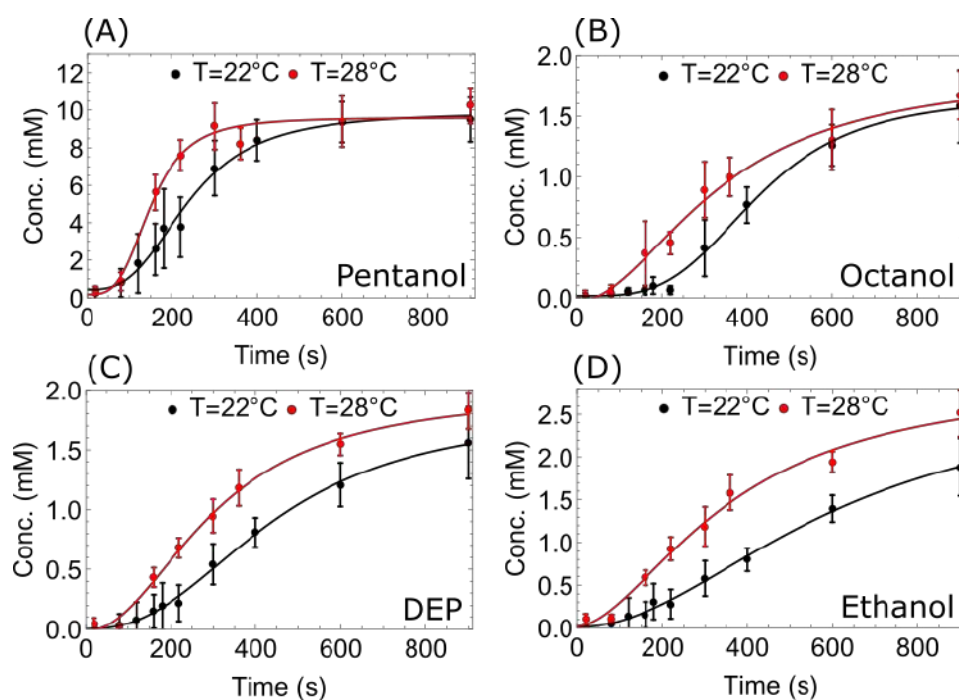 (A)
T=22°C T=28°C
Conc. (mM)
12
10
8
6
4
2
0
0 200 400 600 800
Pentanol
Time (s)
(B)
T=22°C T=28°C
Conc. (mM)
2.0
1.5
1.0
0.5
0.0
0 200 400 600 800
Octanol
Time (s)
(C)
T=22°C T=28°C
Conc. (mM)
2.0
1.5
1.0
0.5
0.0
0 200 400 600 800
DEP
Time (s)
(D)
T=22°C T=28°C
Conc. (mM)
2.5
2.0
1.5
1.0
0.5
0.0
0 200 400 600 800
Ethanol
Time (s)